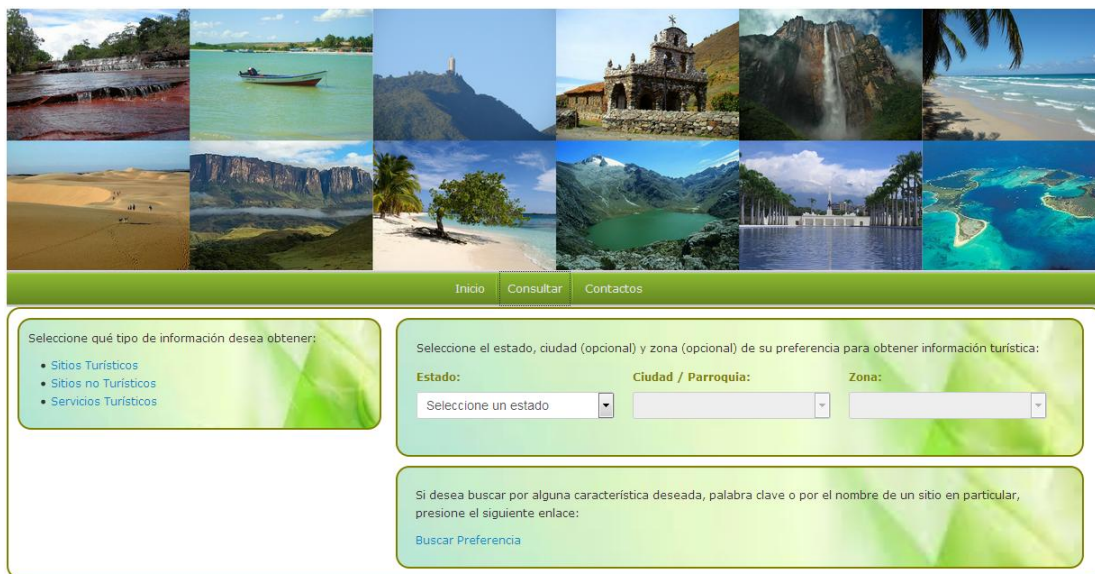 Inicio Consultar Contactos
Seleccione qué tipo de información desea obtener:
Sitios Turísticos
Sitios no Turísticos
Servicios Turísticos
Seleccione el estado, ciudad (opcional) y zona (opcional) de su preferencia para obtener información turística:
Estado: Ciudad / Parroquia: Zona:
Seleccione un estado
Si desea buscar por alguna característica deseada, palabra clave o por el nombre de un sitio en particular,
presione el siguiente enlace:
Buscar Preferencia